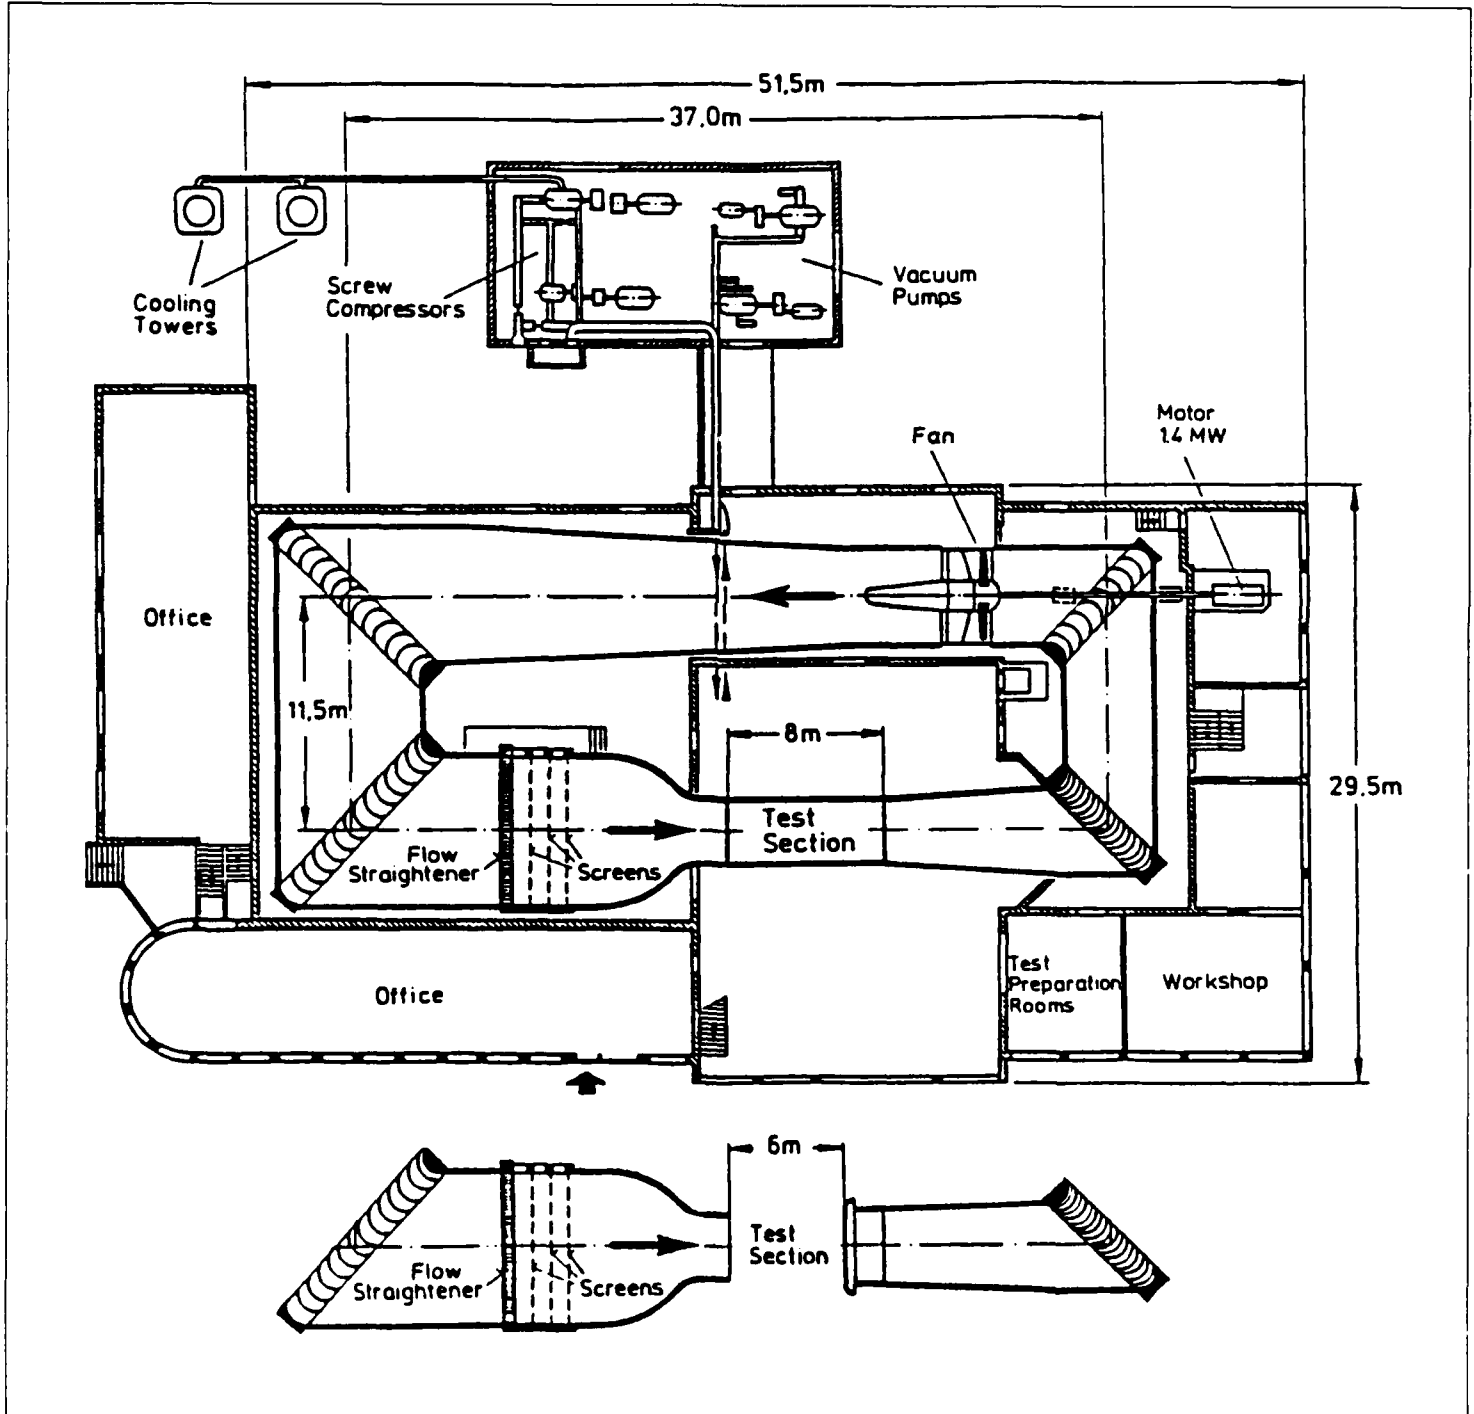 51,5m
37,0m
Cooling
Towers
Screw
Compressors
Vacuum
Pumps
Motor
1.4 MW
Fan
Office
11,5m
8m
29,5m
Test
Section
Flow
Straightener
Screens
Office
Test
Preparation
Rooms
Workshop
6m
Test
Section
Flow
Straightener
Screens